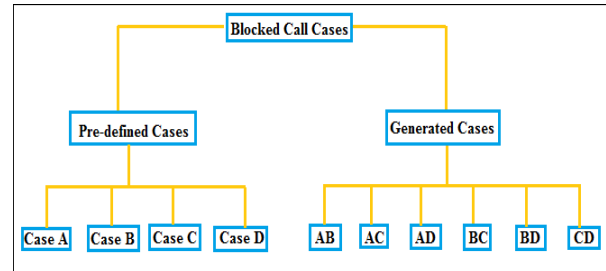 Blocked Call Cases
Pre-defined Cases
Generated Cases
Case A
Case B
Case C
Case D
AB
AC
AD
BC
BD
CD